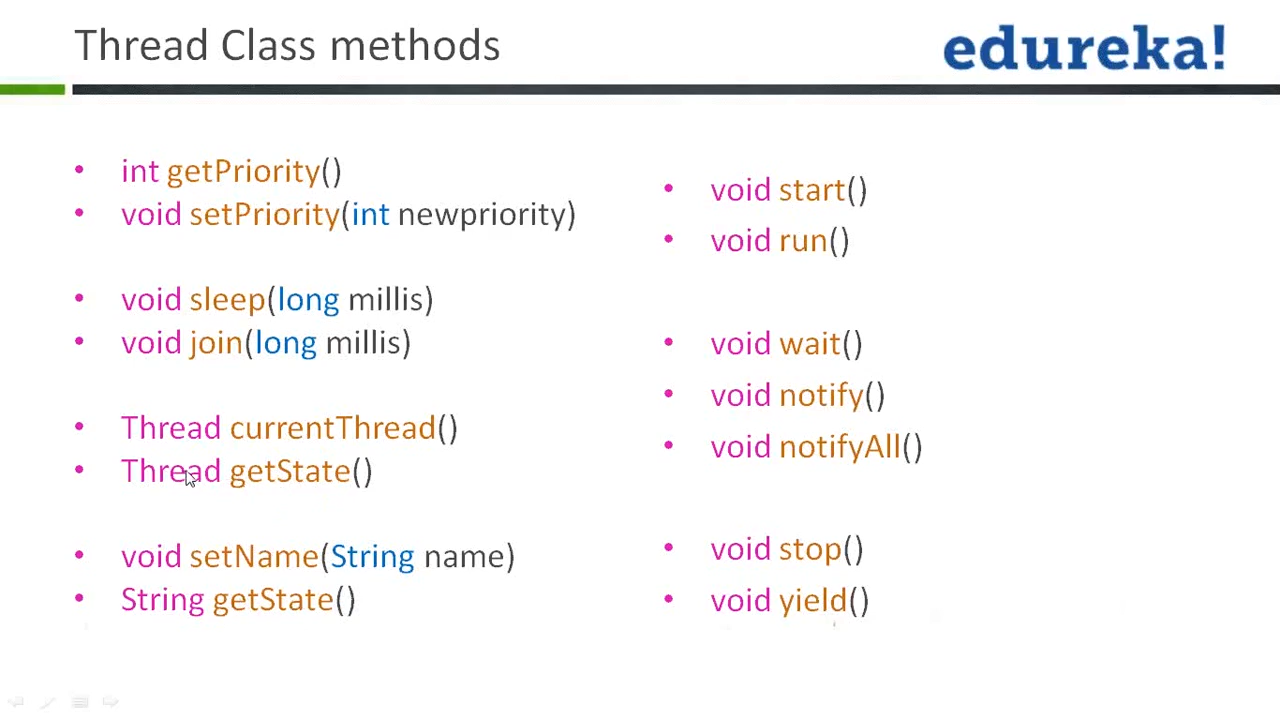 Thread Class methods
edureka!
• int getPriority()
• void setPriority(int newpriority)
• void sleep(long millis)
• void join(long millis)
• Thread currentThread()
• Thread getState()
• void setName(String name)
• String getState()
• void start()
• void run()
• void wait()
• void notify()
• void notifyAll()
• void stop()
• void yield()